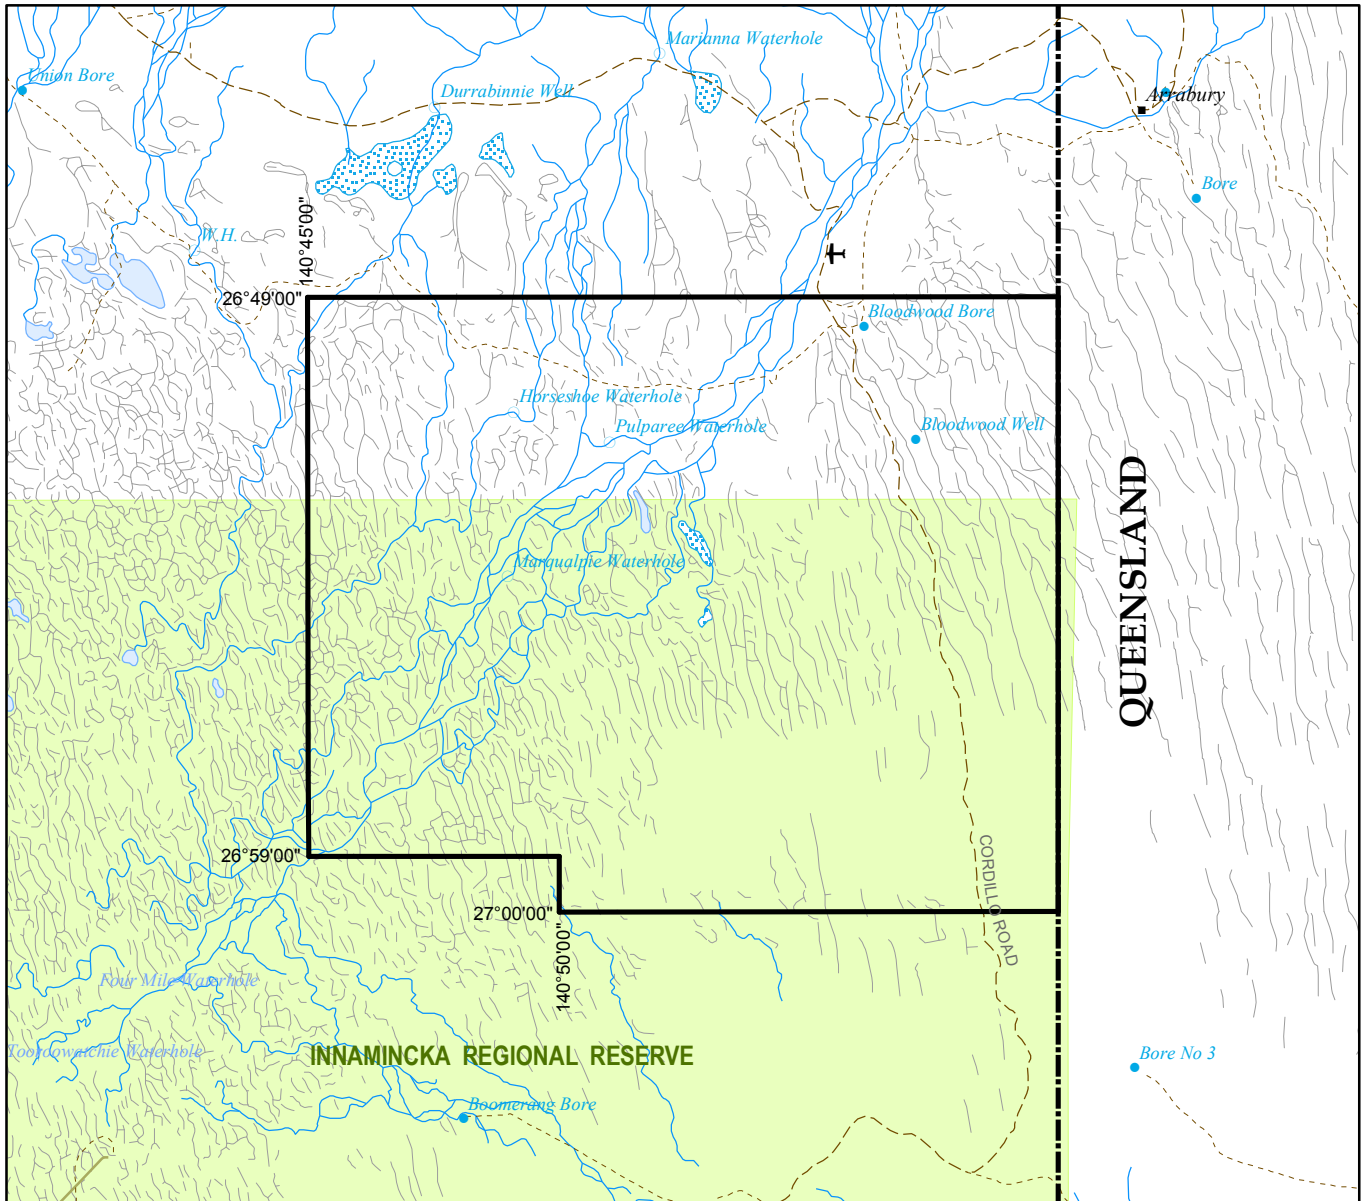 Marianna Waterhole
Union Bore
Durrabinnie Well
Arrabury
Bore
W.H.
140°45'00"
26°49'00"
Bloodwood Bore
Horseshoe Waterhole
Pulparee Waterhole
Bloodwood Well
QUEENSLAND
Marqualpie Waterhole
26°59'00"
CORDILLO ROAD
27°00'00"
140°50'00"
Four Mile Waterhole
Tooroowatchie Waterhole
INNAMINCKA REGIONAL RESERVE
Bore No 3
Boomerang Bore